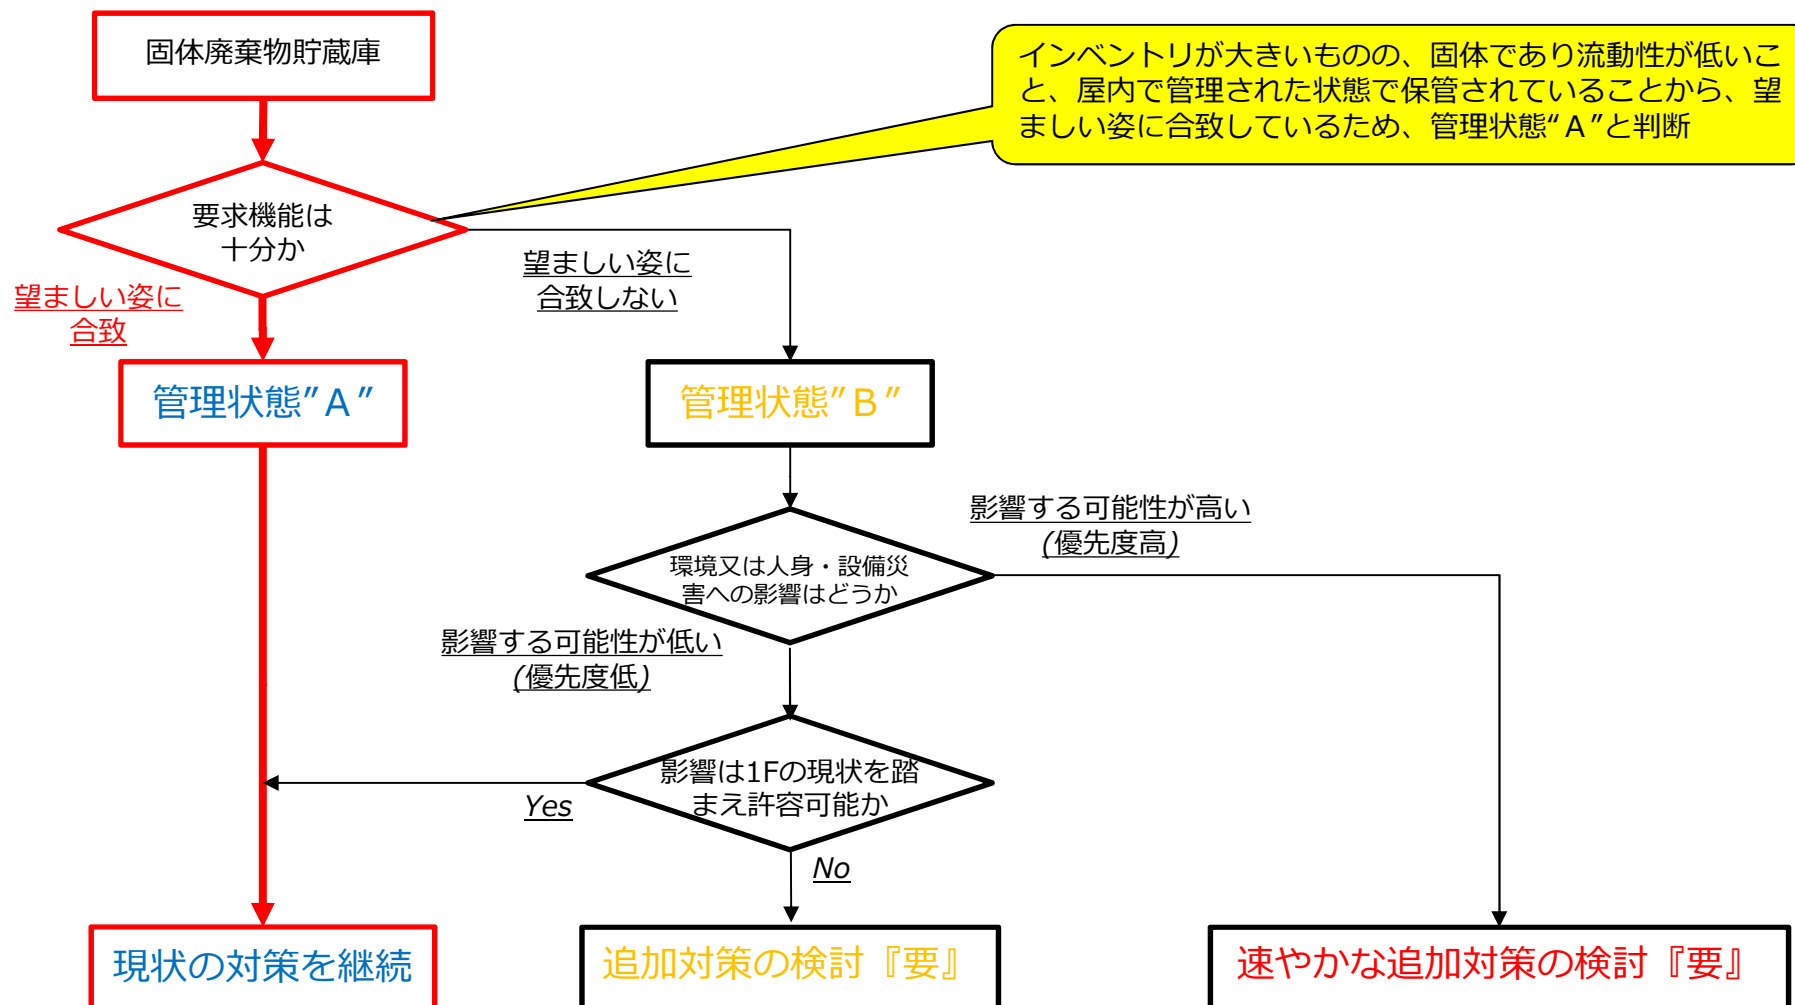 固体廃棄物貯蔵庫
インベントリが大きいものの、固体であり流動性が低いこ
と、屋内で管理された状態で保管されていることから、望
ましい姿に合致しているため、管理状態“A”と判断
要求機能は
十分か
望ましい姿に
合致しない
望ましい姿に
合致
管理状態”A”
管理状態”B”
影響する可能性が高い
(優先度高)
環境又は人身・設備災
害への影響はどうか
影響する可能性が低い
(優先度低)
影響は1Fの現状を踏
まえ許容可能か
Yes
No
現状の対策を継続
追加対策の検討『要』
速やかな追加対策の検討『要』